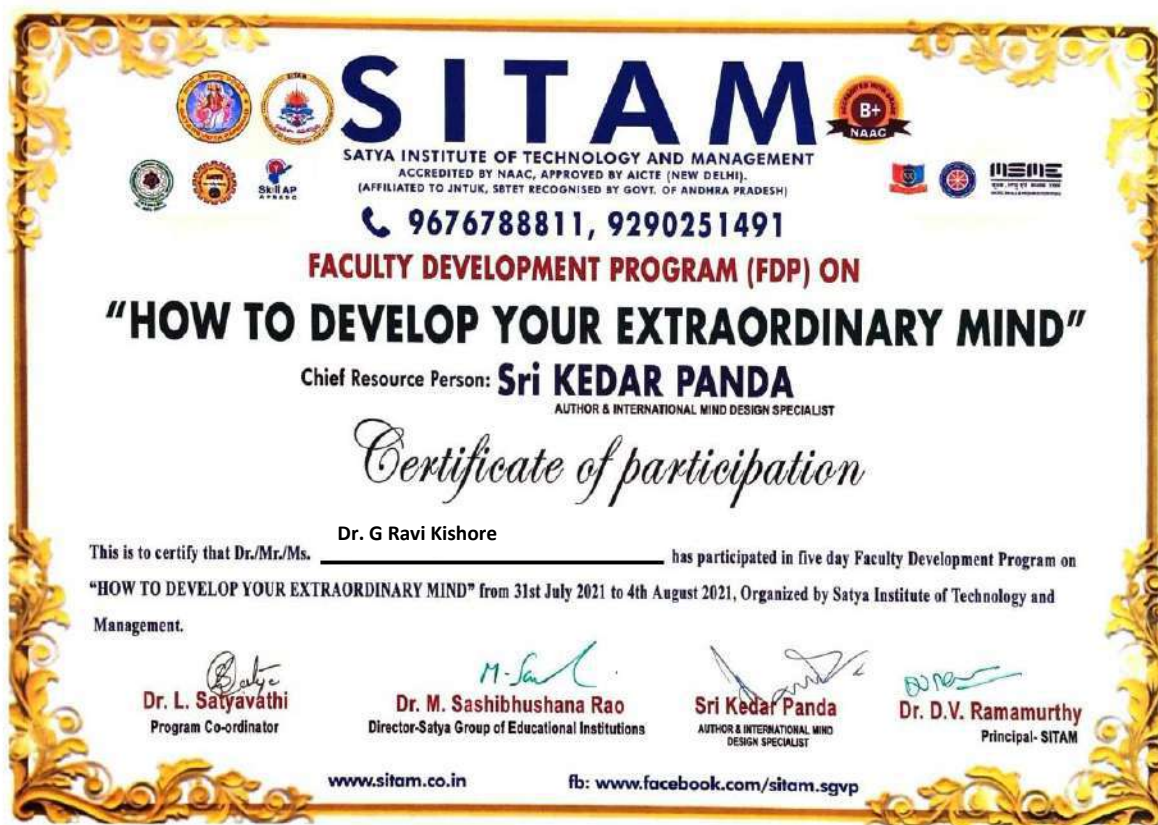 SITAM
SITAM
B+
NAAC
SATYA INSTITUTE OF TECHNOLOGY AND MANAGEMENT
ACCREDITED BY NAAC, APPROVED BY AICTE (NEW DELHI).
(AFFILIATED TO JNTUK, SBTET RECOGNISED BY GOVT. OF ANDHRA PRADESH)
Skill AP
MSME
9676788811, 9290251491
FACULTY DEVELOPMENT PROGRAM (FDP) ON
"HOW TO DEVELOP YOUR EXTRAORDINARY MIND"
Chief Resource Person: Sri KEDAR PANDA
AUTHOR & INTERNATIONAL MIND DESIGN SPECIALIST
Certificate of participation
Dr. G Ravi Kishore
This is to certify that Dr./Mr./Ms. has participated in five day Faculty Development Program on
"HOW TO DEVELOP YOUR EXTRAORDINARY MIND" from 31st July 2021 to 4th August 2021, Organized by Satya Institute of Technology and
Management.
Dr. L. Satyavathi
Program Co-ordinator
Dr. M. Sashibhushana Rao
Director-Satya Group of Educational Institutions
Sri Kedar Panda
AUTHOR & INTERNATIONAL MIND
DESIGN SPECIALIST
Dr. D.V. Ramamurthy
Principal- SITAM
www.sitam.co.in
fb: www.facebook.com/sitam.sgvp